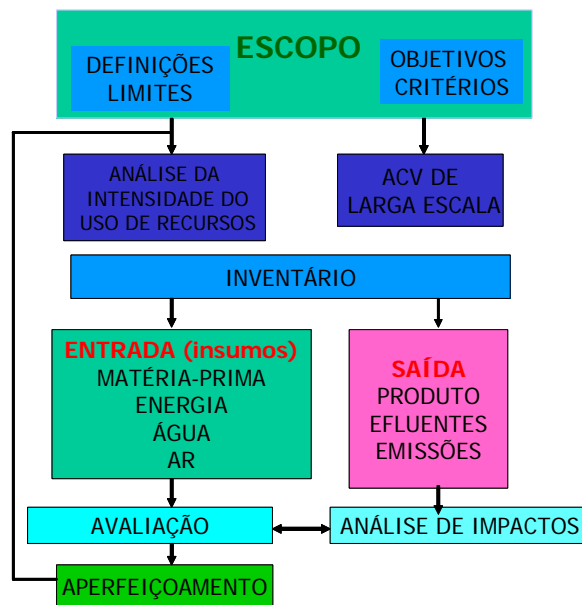 ESCOPO
DEFINIÇÕES
LIMITES
OBJETIVOS
CRITÉRIOS
ANÁLISE DA
INTENSIDADE DO
USO DE RECURSOS
ACV DE
LARGA ESCALA
INVENTÁRIO
ENTRADA (insumos)
MATÉRIA-PRIMA
ENERGIA
ÁGUA
AR
SAÍDA
PRODUTO
EFLUENTES
EMISSÕES
AVALIAÇÃO
ANÁLISE DE IMPACTOS
APERFEIÇOAMENTO